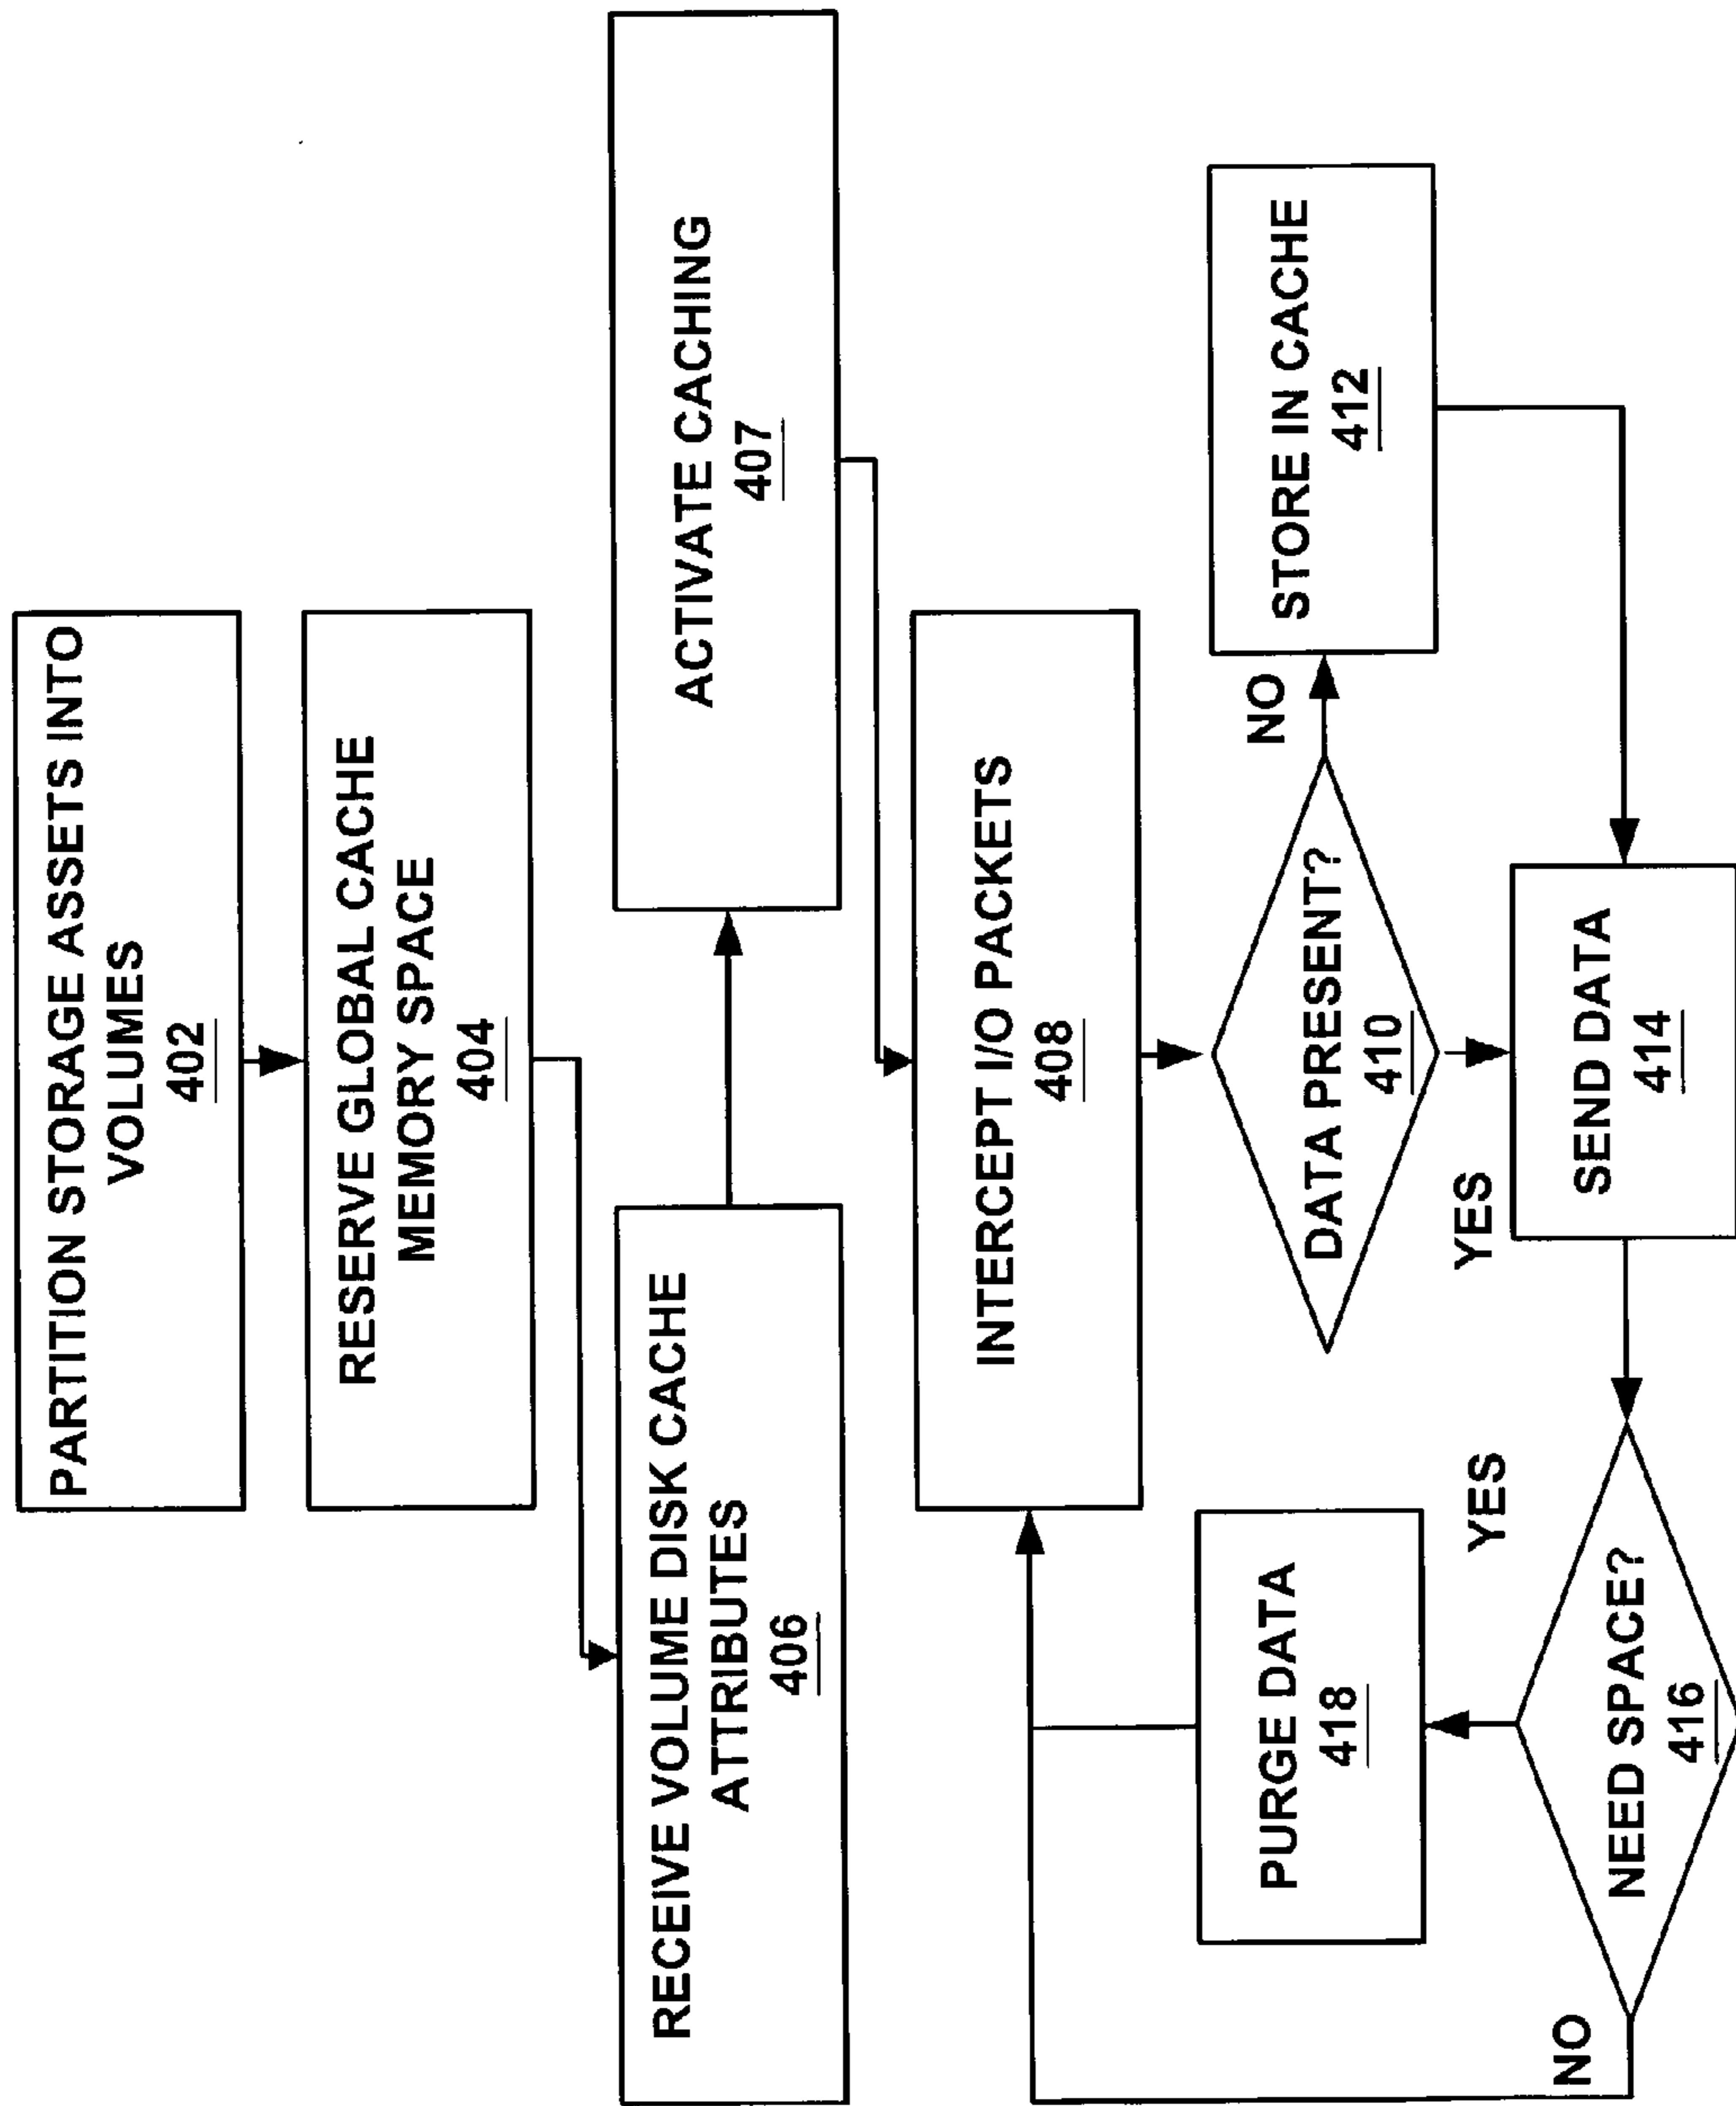 PARTITION STORAGE ASSETS INTO
VOLUMES
402
RESERVE GLOBAL CACHE
MEMORY SPACE
404
RECEIVE VOLUME DISK CACHE
ATTRIBUTES
406
ACTIVATE CACHING
407
INTERCEPT I/O PACKETS
408
DATA PRESENT?
410
NO
STORE IN CACHE
412
YES
SEND DATA
414
NEED SPACE?
416
YES
PURGE DATA
418
NO